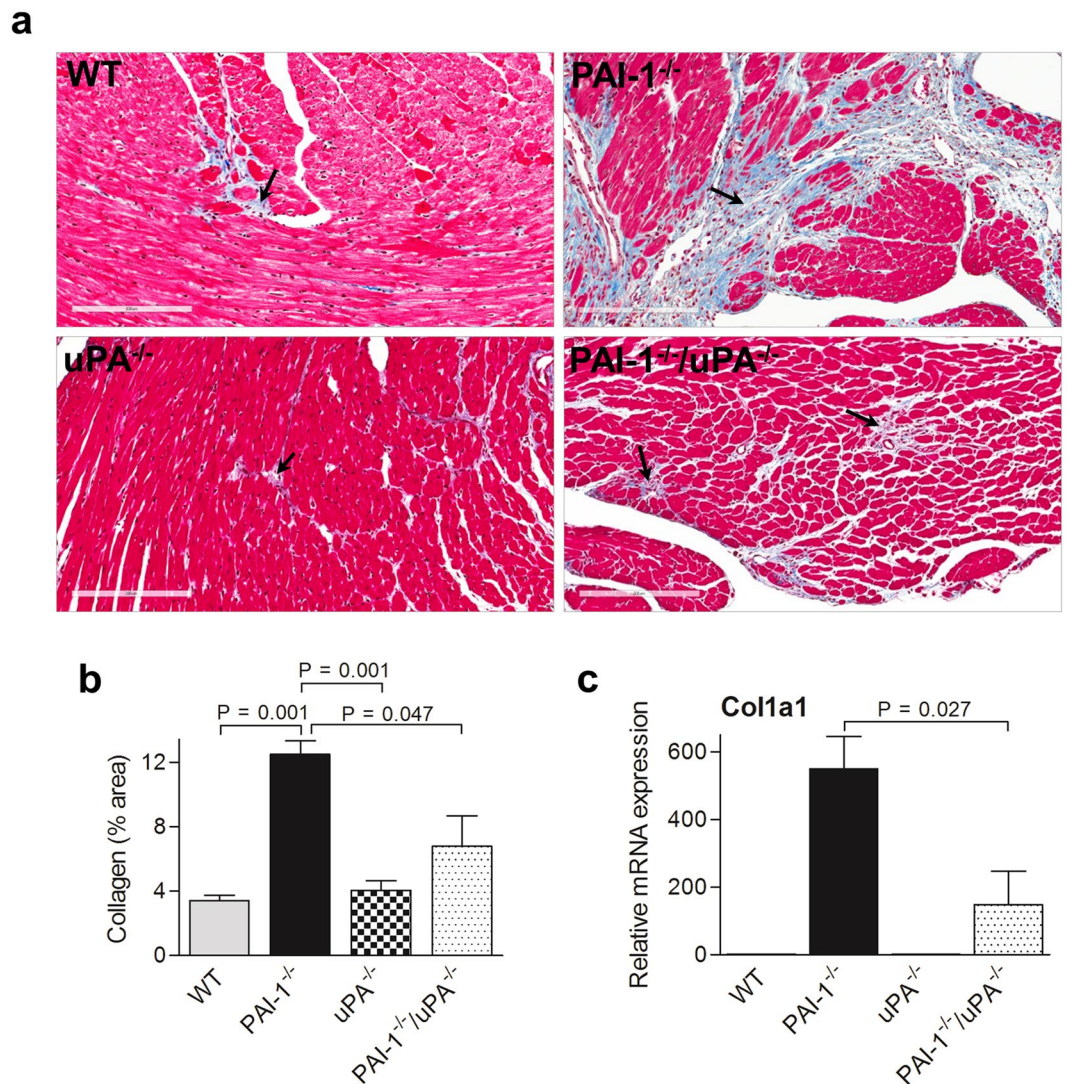 a
WT
PAI-1-/-
uPA-/-
PAI-1-/-/uPA-/-
b
P = 0.001
P = 0.001
P = 0.047
Collagen (% area)
12
8
4
0
WT
PAI-1-/-
uPA-/-
PAI-1-/-/uPA-/-
c
Col1a1
P = 0.027
Relative mRNA expression
600
400
200
0
WT
PAI-1-/-
uPA-/-
PAI-1-/-/uPA-/-